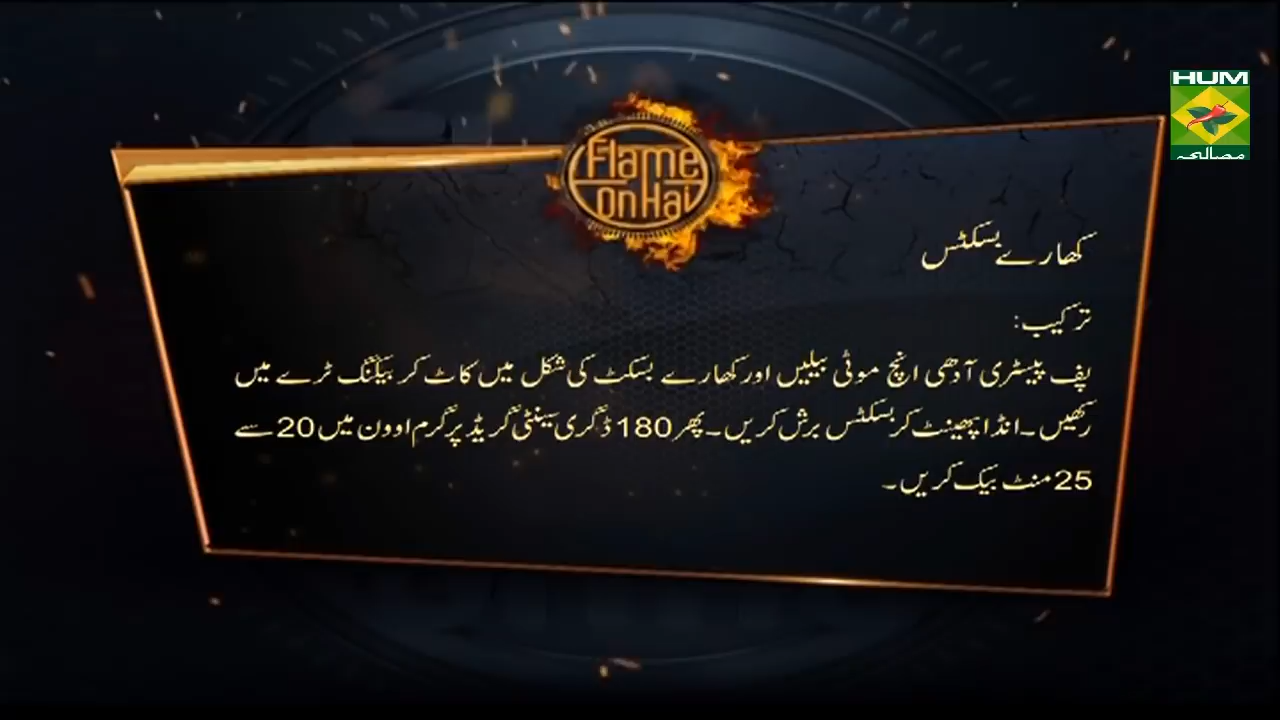 HUM
مصالحہ
Flame
on Hai
کھارے بسکٹس
ترکیب:
پف پیسٹری آدھی انچ موٹی بیلیں اور کھارے بسکٹ کی شکل میں کاٹ کر بیکنگ ٹرے میں
رکھیں۔ انڈا پھینٹ کر بسکٹس برش کریں۔ پھر 180 ڈگری سینٹی گریڈ پر گرم اوون میں 20 سے
25 منٹ بیک کریں۔